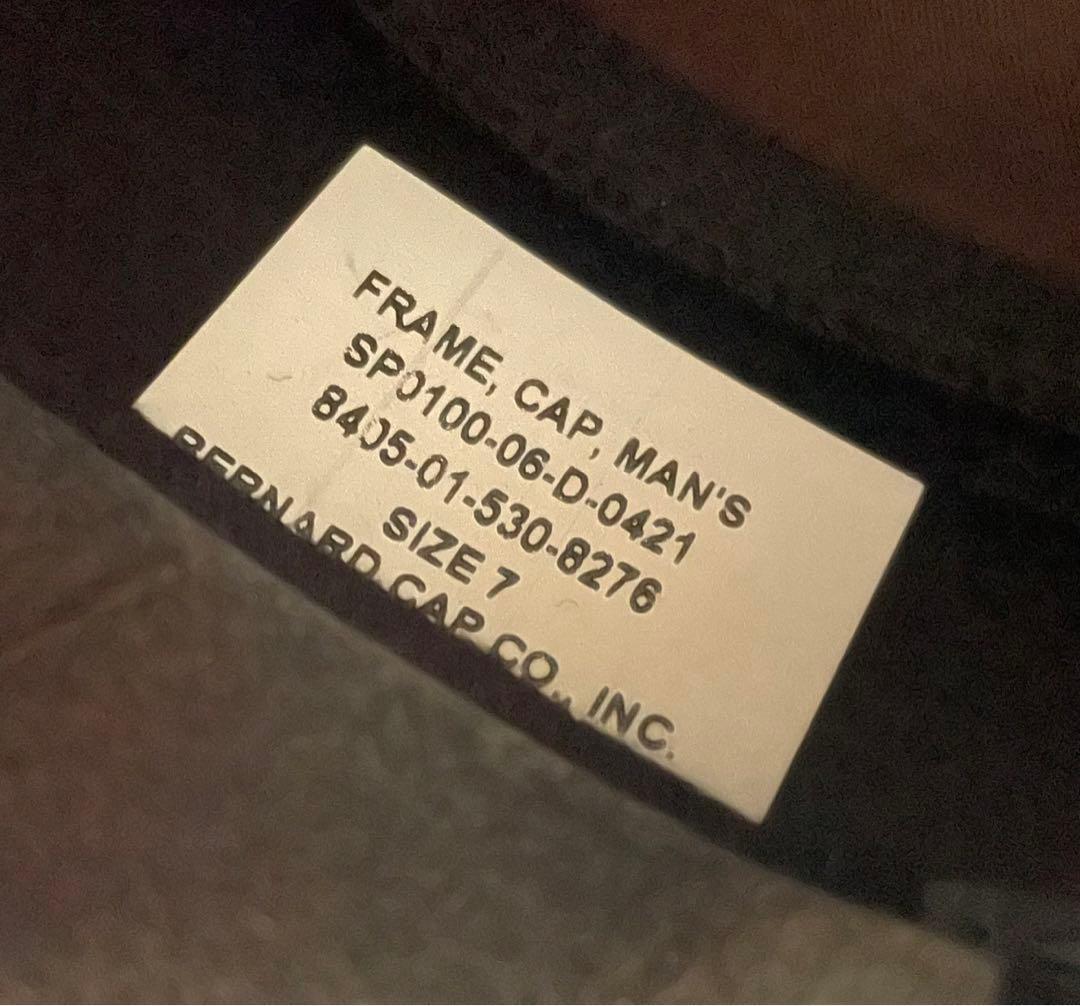 FRAME, CAP, MAN'S
SP0100-06-D-0421
8405-01-530-8276
SIZE 7
BERNARD CAP CO., INC.